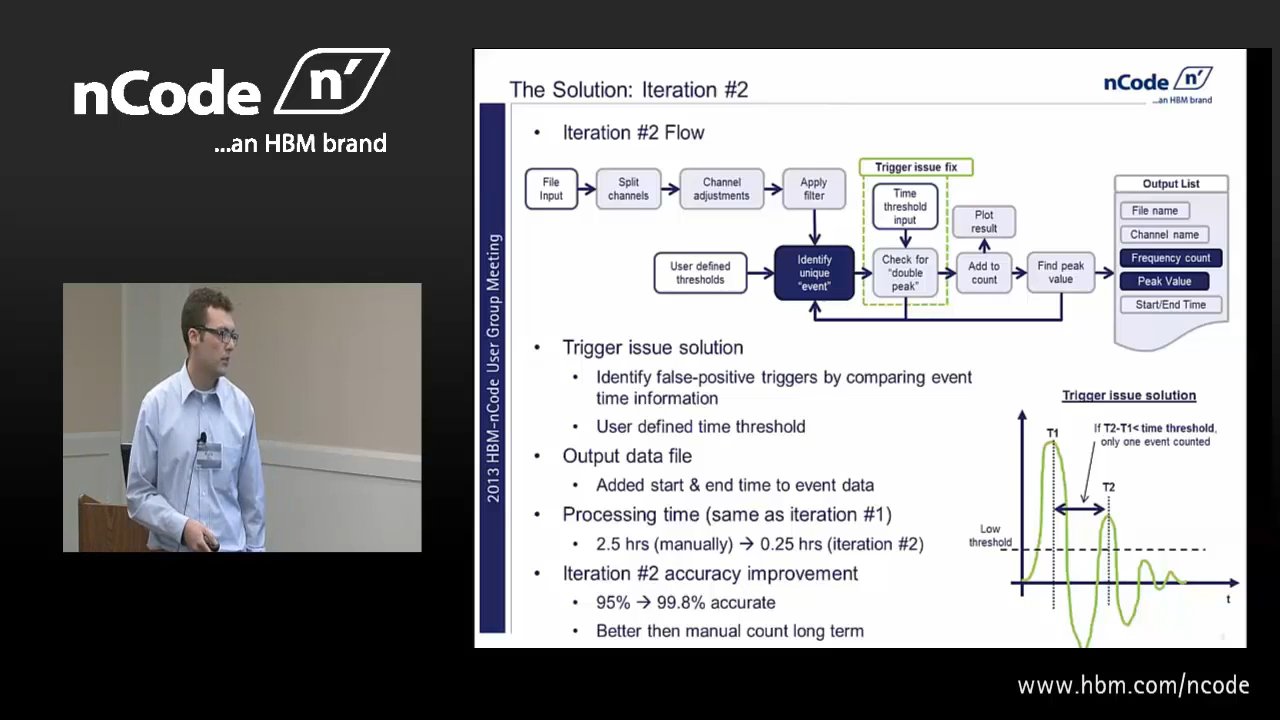 nCode n'
...an HBM brand
The Solution: Iteration #2
nCode n'
...an HBM brand
2013 HBM-nCode User Group Meeting
• Iteration #2 Flow
File
Input
Split
channels
Channel
adjustments
Apply
filter
Trigger issue fix
Time
threshold
input
User defined
thresholds
Identify
unique
"event"
Check for
"double
peak"
Plot
result
Add to
count
Find peak
value
Output List
File name
Channel name
Frequency count
Peak Value
Start/End Time
• Trigger issue solution
• Identify false-positive triggers by comparing event
time information
• User defined time threshold
• Output data file
• Added start & end time to event data
• Processing time (same as iteration #1)
• 2.5 hrs (manually) → 0.25 hrs (iteration #2)
• Iteration #2 accuracy improvement
• 95% → 99.8% accurate
• Better then manual count long term
Trigger issue solution
If T2-T1< time threshold,
only one event counted
T1
T2
Low
threshold
t
www.hbm.com/ncode